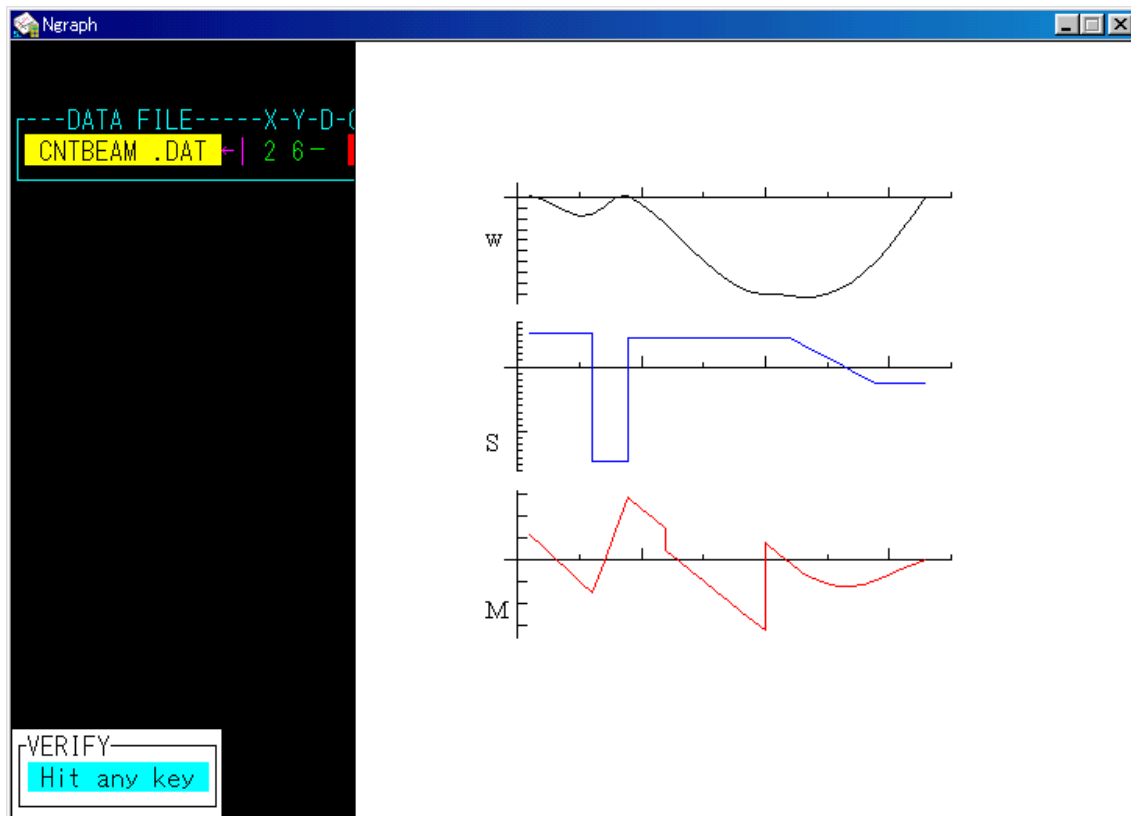 Ngraph
DATA FILE-----X-Y-D-
CNTBEAM .DAT ←| 2 6 —
w
S
M
VERIFY
Hit any key